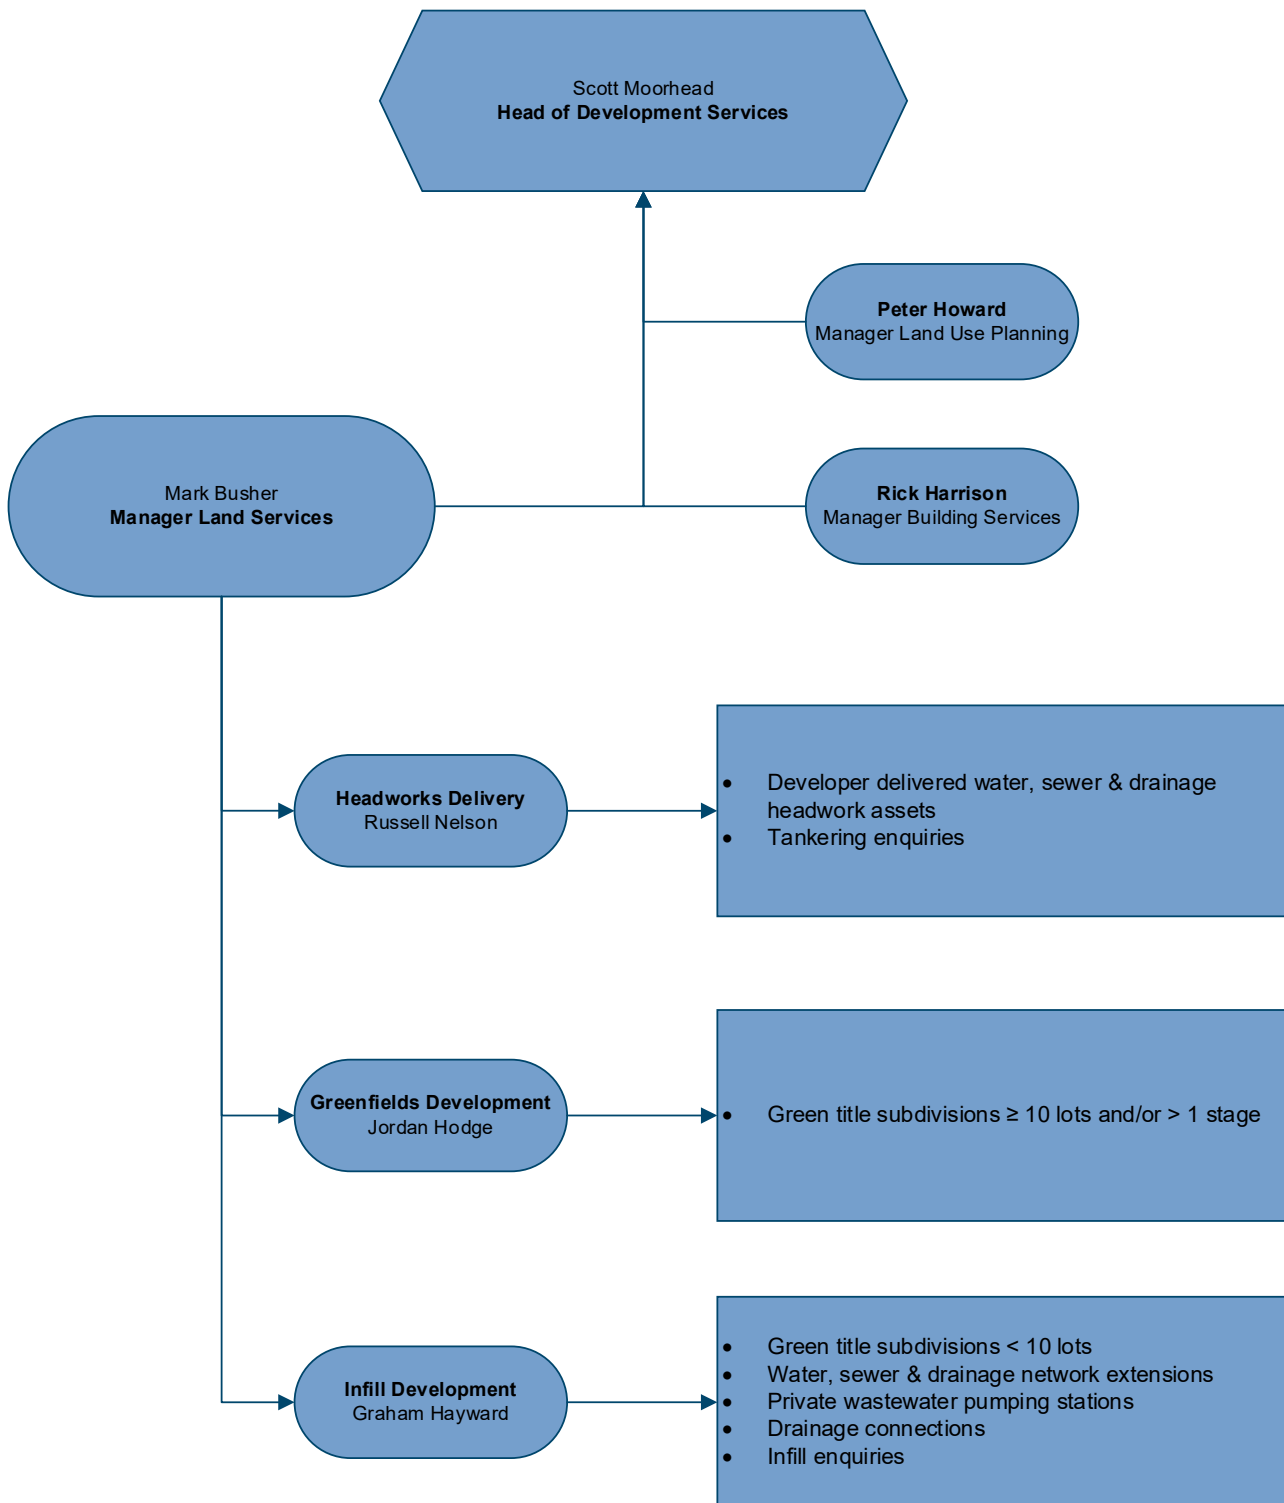 Scott Moorhead
Head of Development Services
Peter Howard
Manager Land Use Planning
Mark Busher
Manager Land Services
Rick Harrison
Manager Building Services
Headworks Delivery
Russell Nelson
• Developer delivered water, sewer & drainage
headwork assets
• Tankering enquiries
Greenfields Development
Jordan Hodge
• Green title subdivisions ≥ 10 lots and/or > 1 stage
Infill Development
Graham Hayward
• Green title subdivisions < 10 lots
• Water, sewer & drainage network extensions
• Private wastewater pumping stations
• Drainage connections
• Infill enquiries